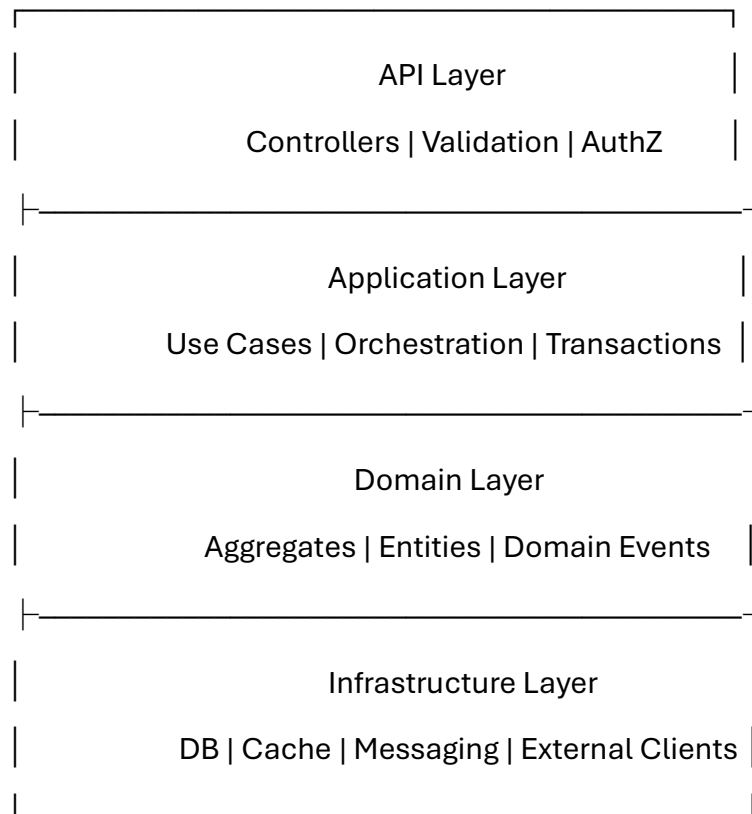 API Layer
Controllers | Validation | AuthZ
Application Layer
Use Cases | Orchestration | Transactions
Domain Layer
Aggregates | Entities | Domain Events
Infrastructure Layer
DB | Cache | Messaging | External Clients